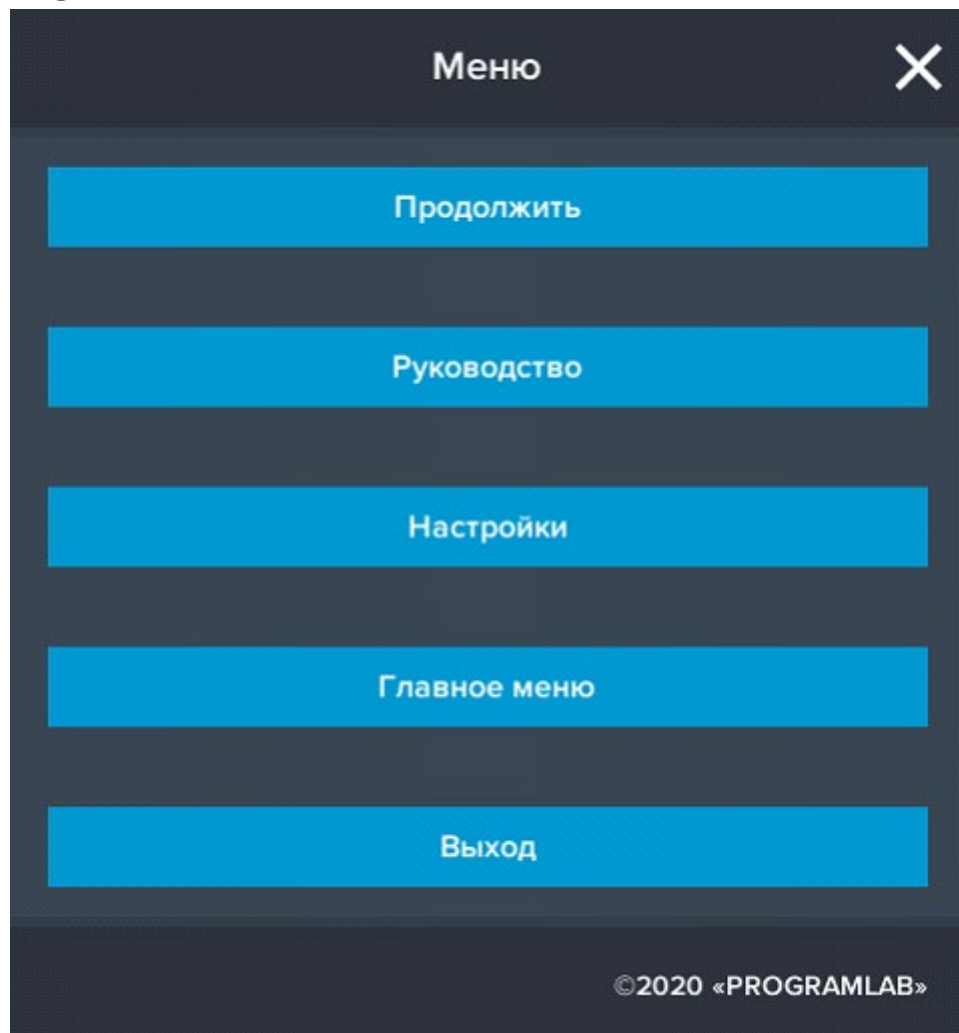 Меню
Продолжить
Руководство
Настройки
Главное меню
Выход
©2020 «PROGRAMLAB»